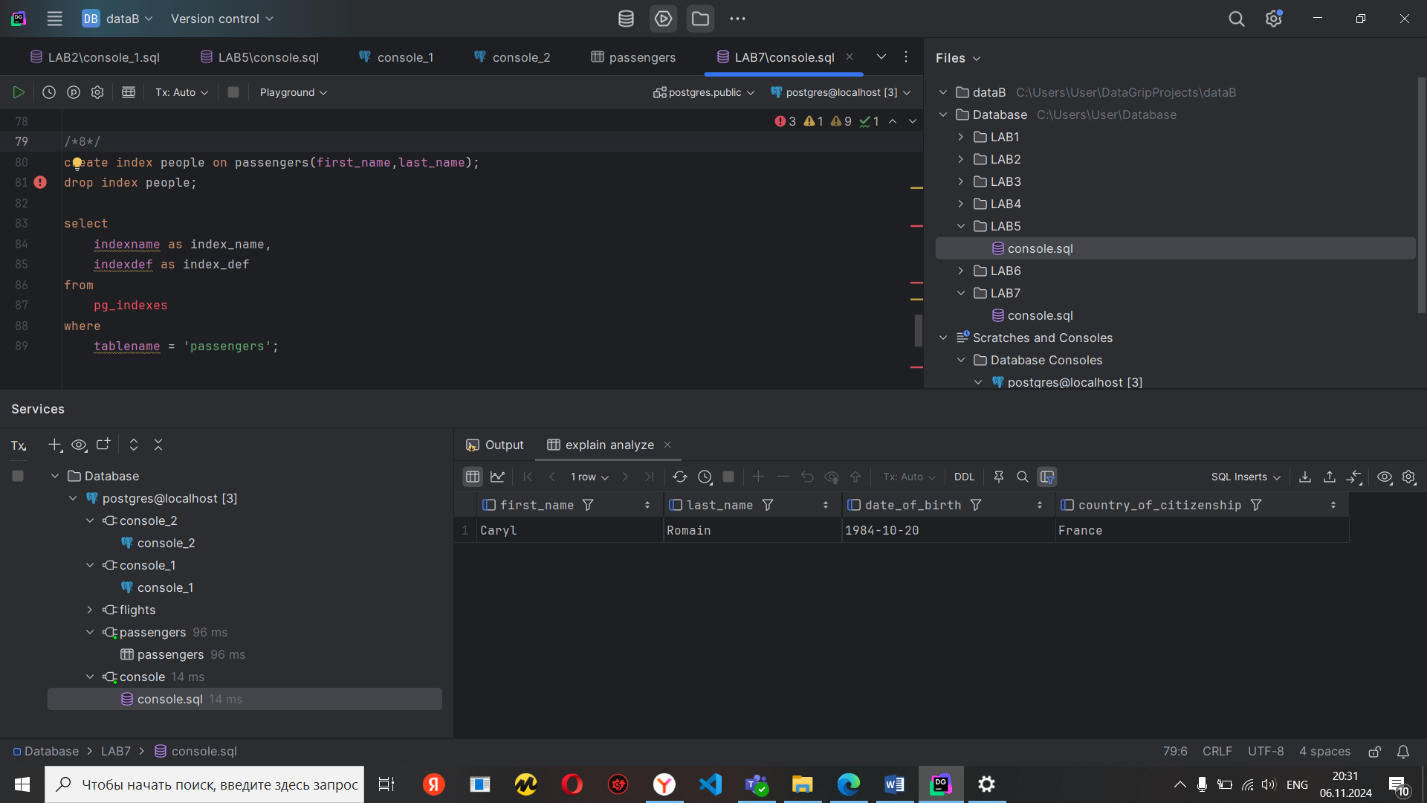 DB dataB Version control
LAB2\console_1.sql LAB5\console.sql console_1 console_2 passengers LAB7\console.sql
Files
Tx: Auto Playground postgres.public postgres@localhost [3]
dataB C:\Users\User\DataGripProjects\dataB
Database C:\Users\User\Database
LAB1
LAB2
LAB3
LAB4
LAB5
console.sql
LAB6
LAB7
console.sql
Scratches and Consoles
Database Consoles
postgres@localhost [3]
3 1 9 1
78
79 /*8*/
80 create index people on passengers(first_name,last_name);
81 drop index people;
82
83 select
84 indexname as index_name,
85 indexdef as index_def
86 from
87 pg_indexes
88 where
89 tablename = 'passengers';
Services
Tx
Database
postgres@localhost [3]
console_2
console_2
console_1
console_1
flights
passengers 96 ms
passengers 96 ms
console 14 ms
console.sql 14 ms
Output explain analyze
1 row Tx: Auto DDL SQL Inserts
first_name last_name date_of_birth country_of_citizenship
1 Caryl Romain 1984-10-20 France
Database > LAB7 > console.sql
79:6 CRLF UTF-8 4 spaces
Чтобы начать поиск, введите здесь запрос
ENG
20:31
06.11.2024
10